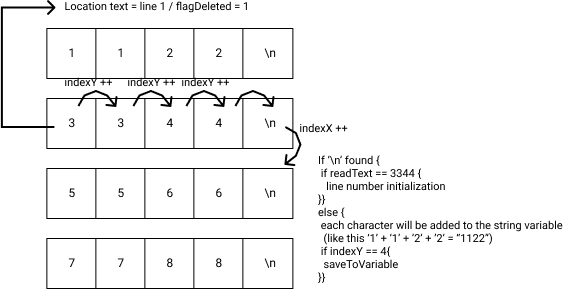 Location text = line 1 / flagDeleted = 1
1 1 2 2 \n
indexY ++ indexY ++ indexY ++
3 3 4 4 \n
indexX ++
5 5 6 6 \n
7 7 8 8 \n
If ‘\n’ found {
if readText == 3344 {
line number initialization
}}
else {
each character will be added to the string variable
(like this ‘1’ + ‘1’ + ‘2’ + ‘2’ = “1122”)
if indexY == 4{
saveToVariable
}}